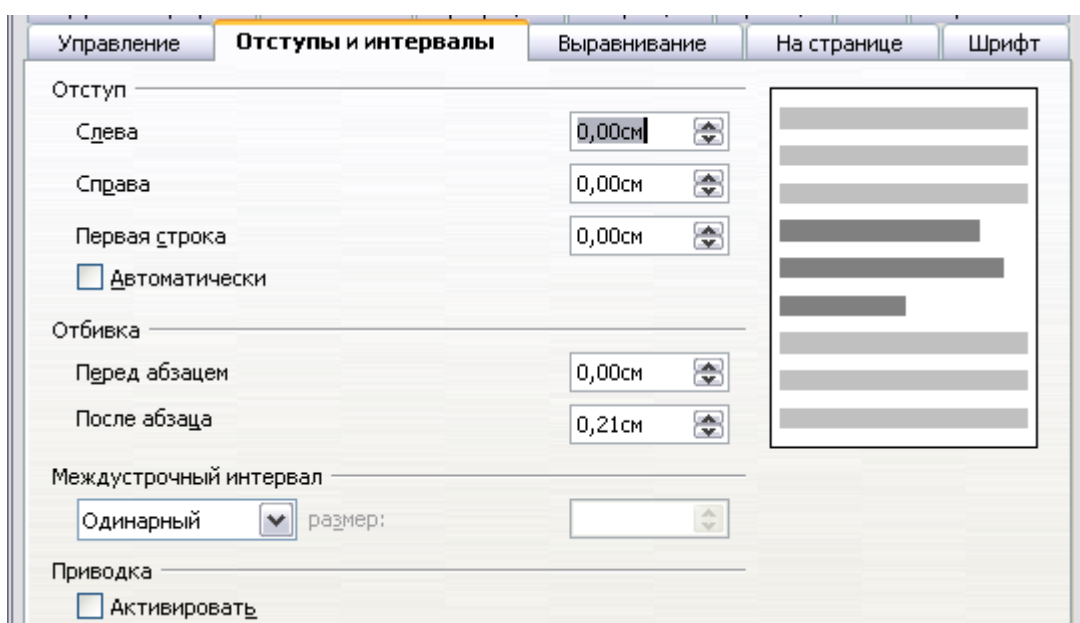 Управление Отступы и интервалы Выравнивание На странице Шрифт
Отступ
Слева 0,00см
Справа 0,00см
Первая строка 0,00см
Автоматически
Отбивка
Перед абзацем 0,00см
После абзаца 0,21см
Междустрочный интервал
Одинарный размер:
Приводка
Активировать